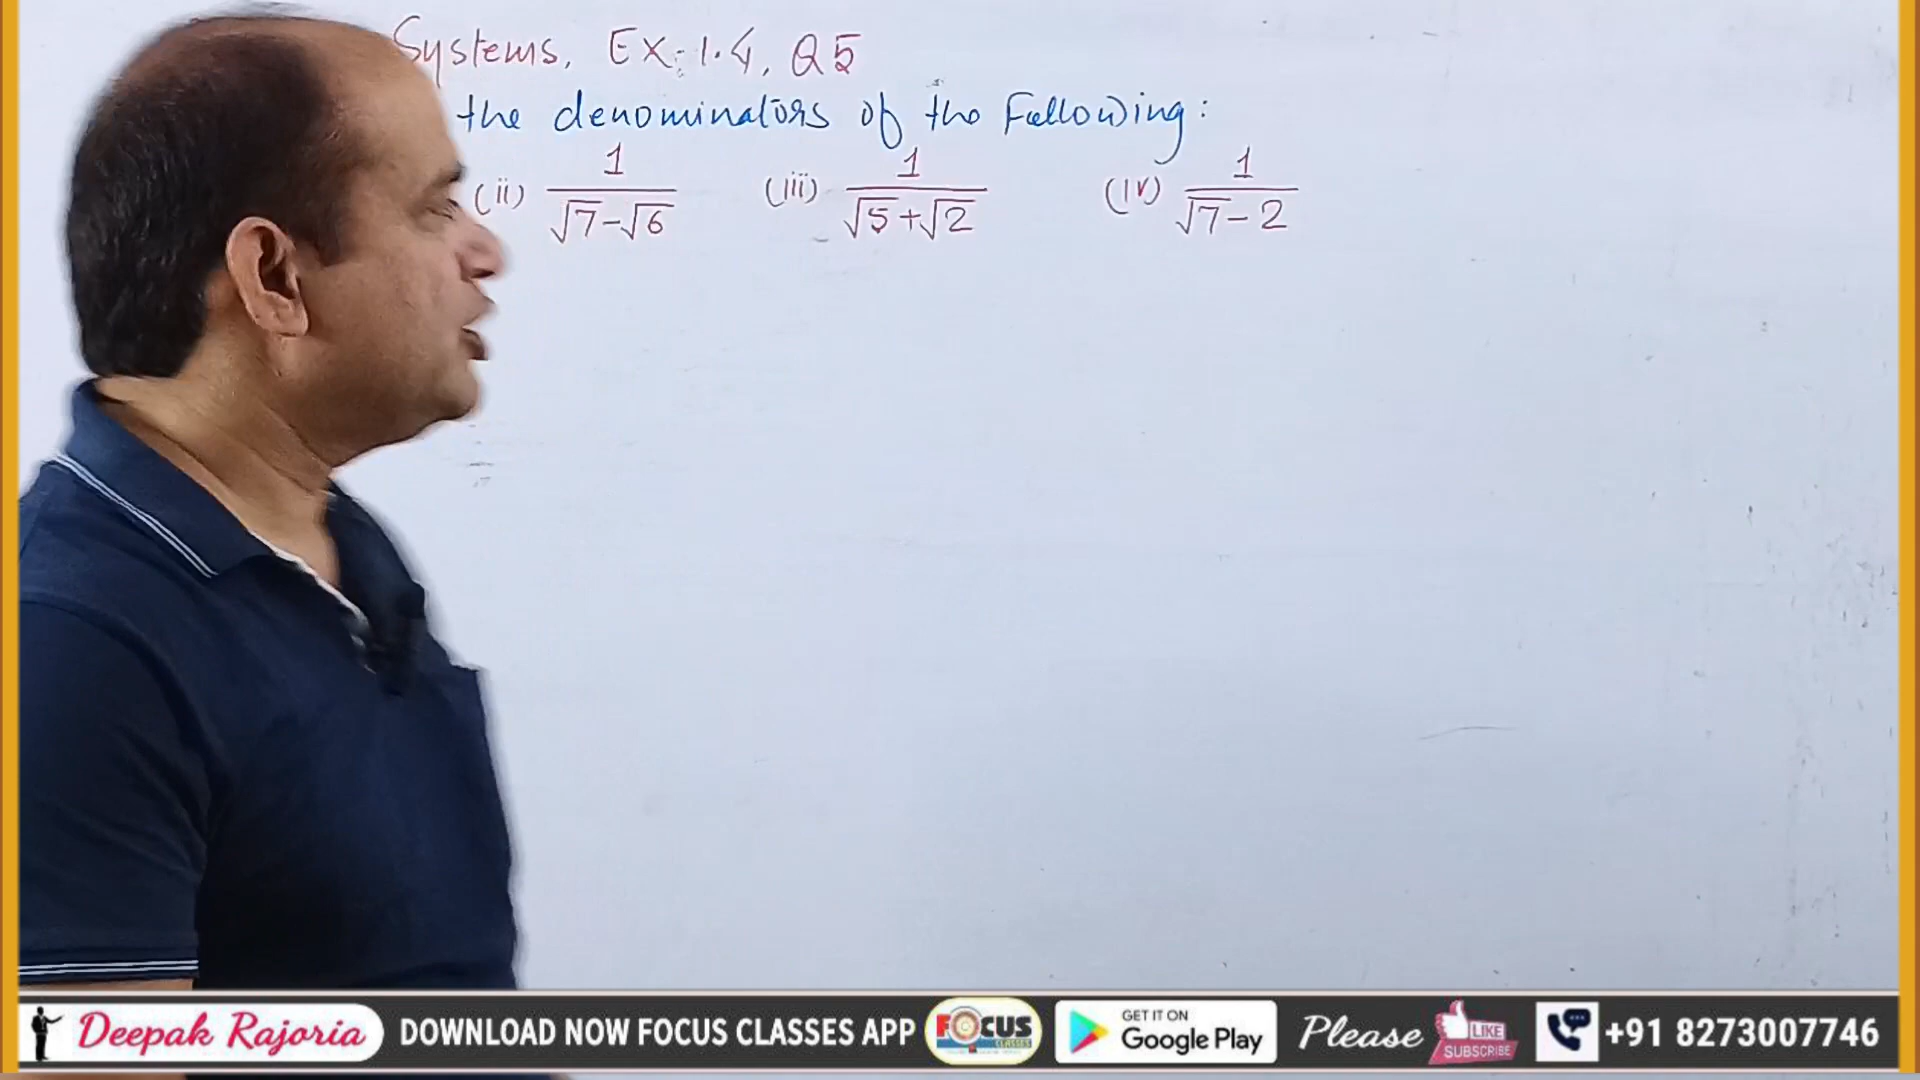 Systems, Ex:1.4, Q5
the denominators of the Following:
(ii) 1/√7-√6 (iii) 1/√5+√2 (iv) 1/√7-2
Deepak Rajoria DOWNLOAD NOW FOCUS CLASSES APP FOCUS CLASSES GET IT ON Google Play Please LIKE SUBSCRIBE +91 8273007746